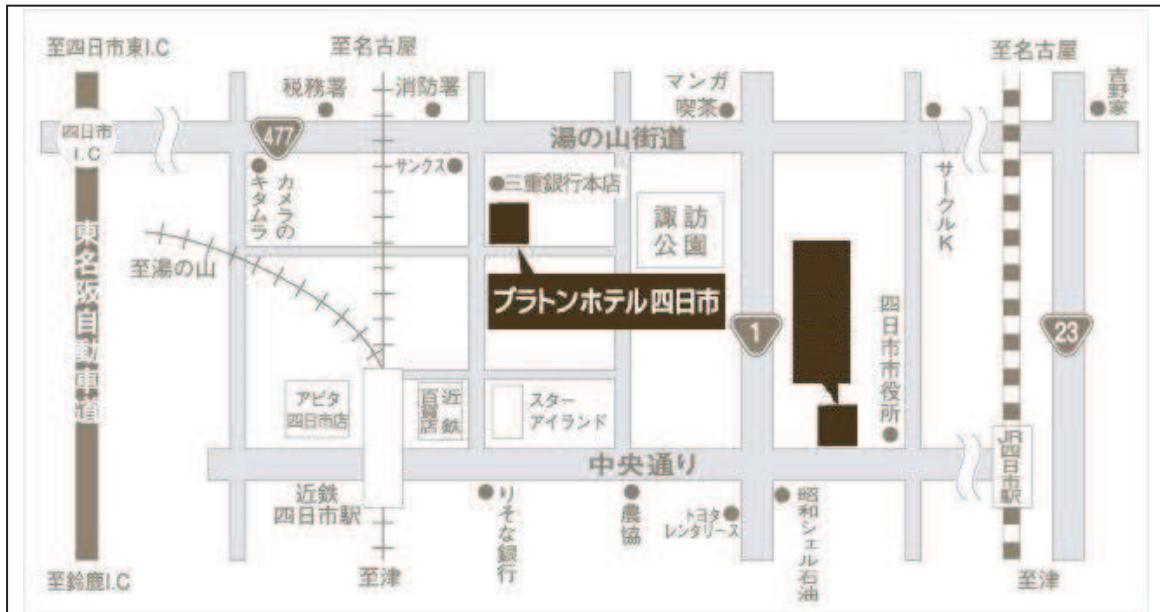 至四日市東I.C
至名古屋
至名古屋
税務署
消防署
マンガ
喫茶
吉野家
四日市
I.C
477
湯の山街道
カメラの
キタムラ
サンクス
三重銀行本店
諏訪
公園
サークルK
東名阪自動車道
至湯の山
プラトンホテル四日市
1
23
四日市市役所
アピタ
四日市店
近鉄
百貨店
スター
アイランド
中央通り
JR四日市駅
近鉄
四日市駅
りそな銀行
農協
トヨタ
レンタリース
昭和シェル石油
至鈴鹿I.C
至津
至津